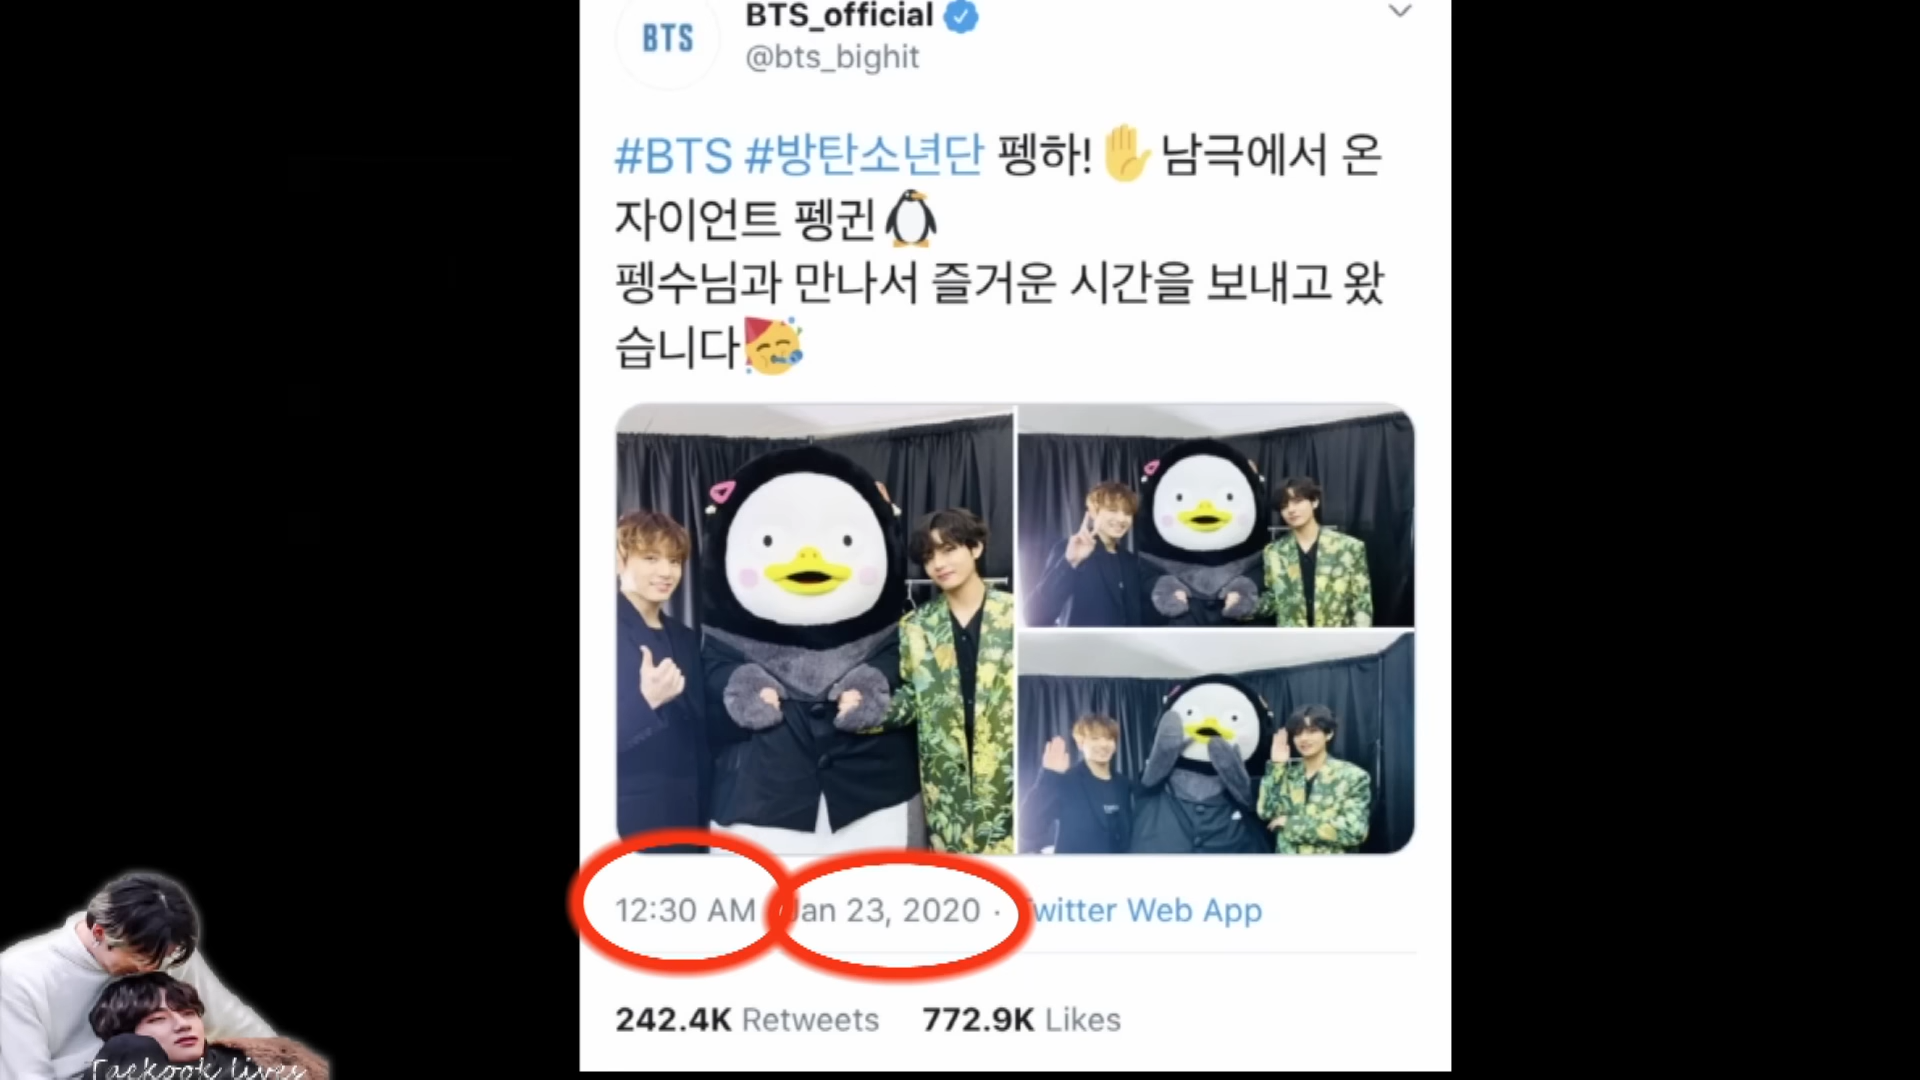 BTS
BTS_official
@bts_bighit
#BTS #방탄소년단 펭하!✋남극에서 온
자이언트 펭귄🐧
펭수님과 만나서 즐거운 시간을 보내고 왔
습니다🥳
12:30 AM Jan 23, 2020 · Twitter Web App
242.4K Retweets 772.9K Likes
Taekook lives